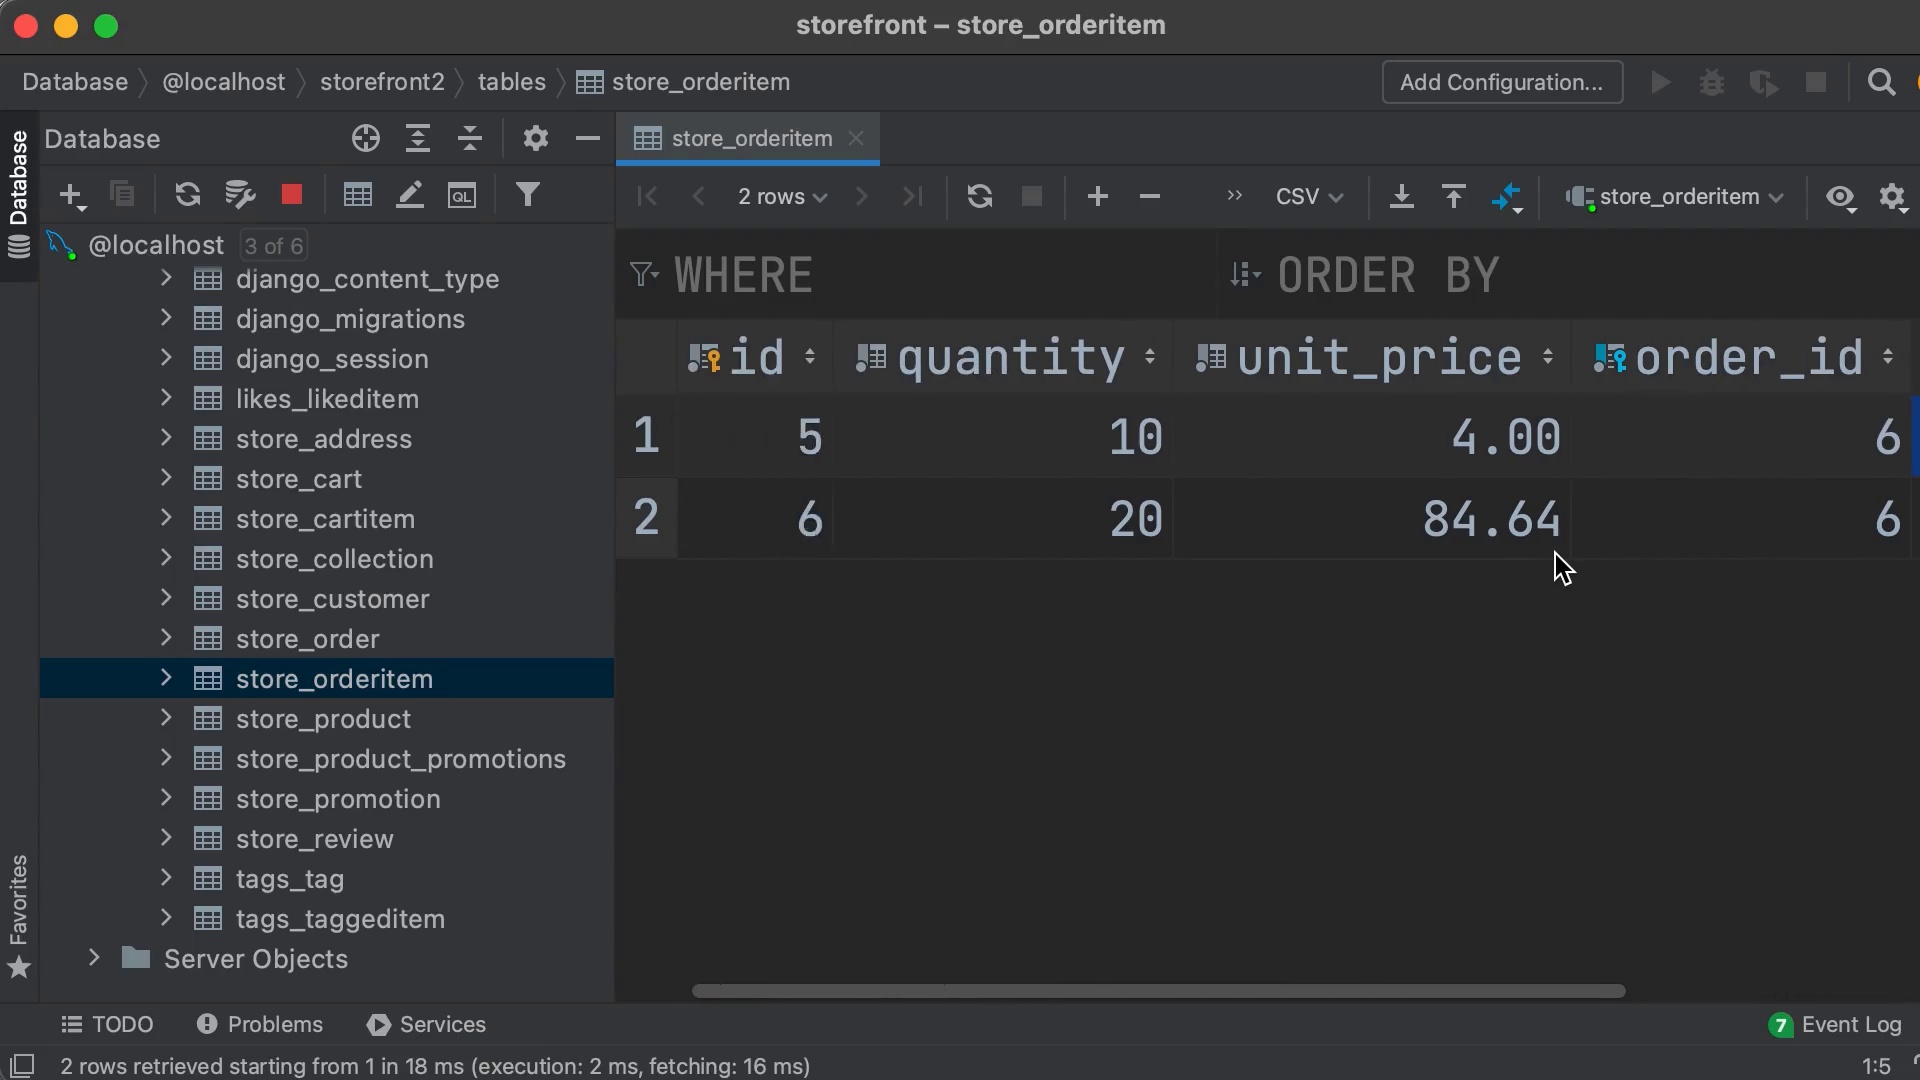 storefront – store_orderitem
Database @localhost storefront2 tables store_orderitem
Add Configuration...
Database
Database
store_orderitem
2 rows
CSV
store_orderitem
QL
@localhost 3 of 6
WHERE
ORDER BY
django_content_type
django_migrations
django_session
likes_likeditem
store_address
store_cart
store_cartitem
store_collection
store_customer
store_order
store_orderitem
store_product
store_product_promotions
store_promotion
store_review
tags_tag
tags_taggeditem
Server Objects
id quantity unit_price order_id
1 5 10 4.00 6
2 6 20 84.64 6
Favorites
TODO Problems Services
7 Event Log
2 rows retrieved starting from 1 in 18 ms (execution: 2 ms, fetching: 16 ms)
1:5